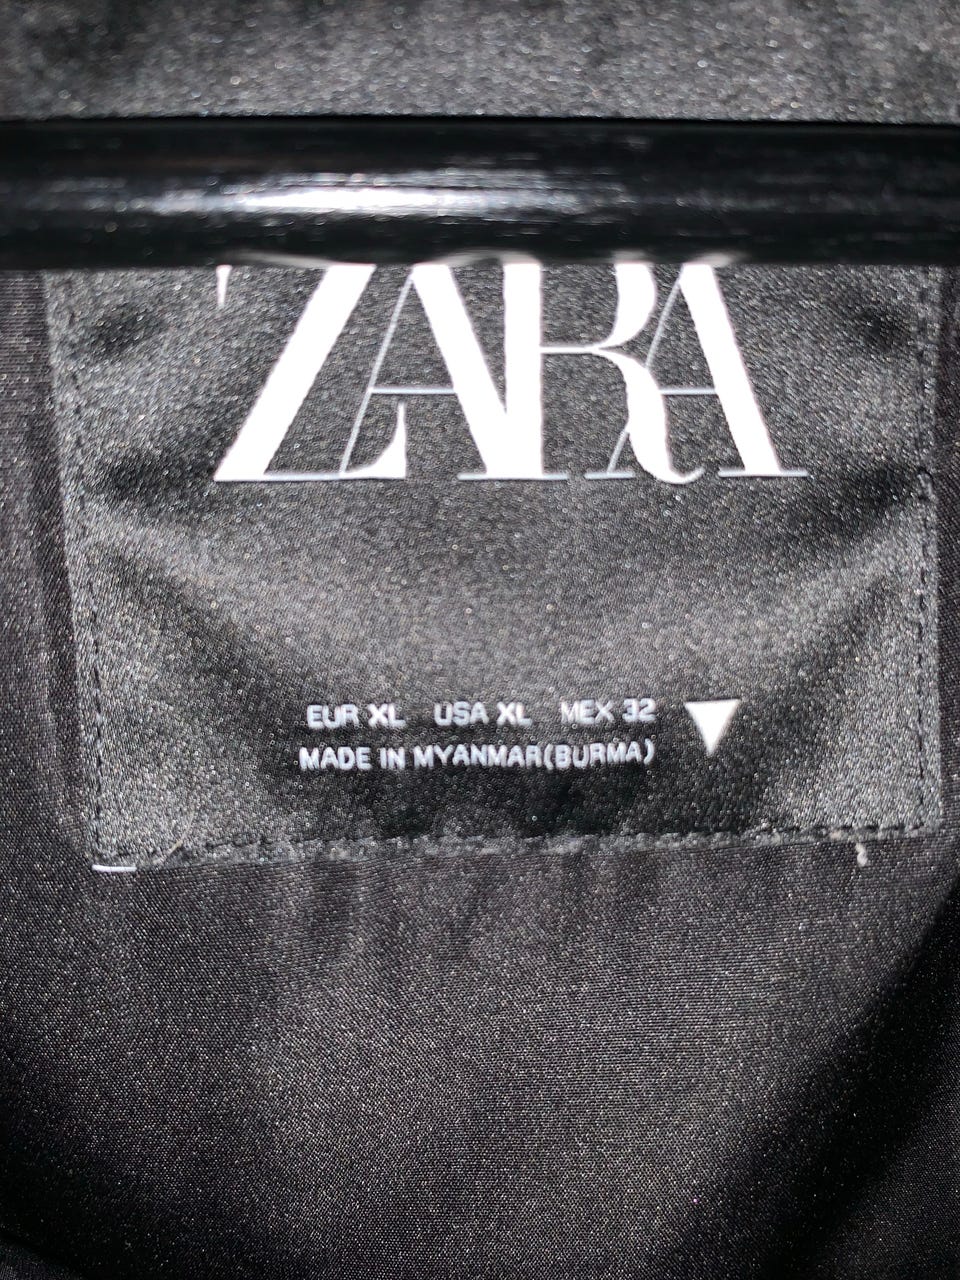 ZARA
EUR XL USA XL MEX 32
MADE IN MYANMAR(BURMA)